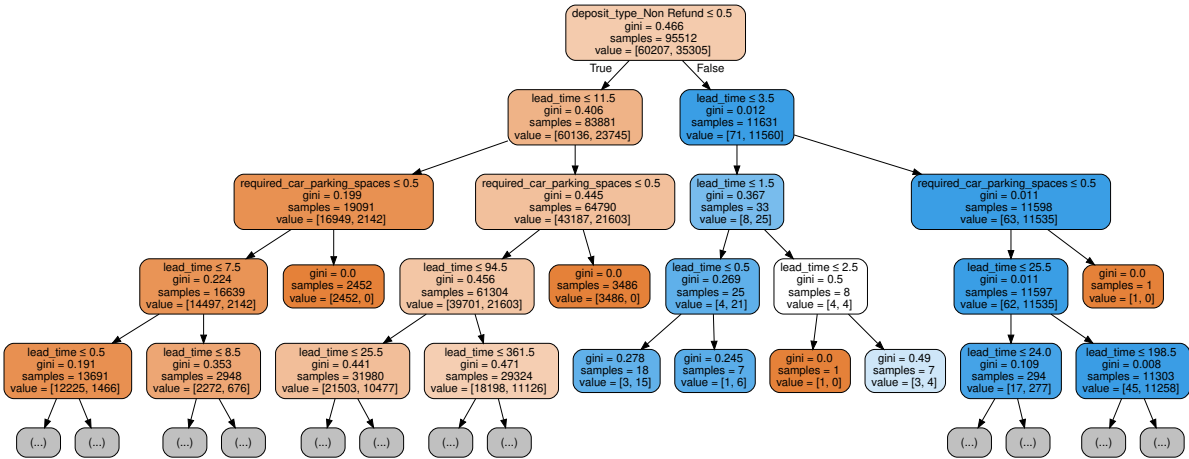 deposit_type_Non Refund ≤ 0.5
gini = 0.466
samples = 95512
value = [60207, 35305]
True
False
lead_time ≤ 11.5
gini = 0.406
samples = 83881
value = [60136, 23745]
lead_time ≤ 3.5
gini = 0.012
samples = 11631
value = [71, 11560]
required_car_parking_spaces ≤ 0.5
gini = 0.199
samples = 19091
value = [16949, 2142]
required_car_parking_spaces ≤ 0.5
gini = 0.445
samples = 64790
value = [43187, 21603]
lead_time ≤ 1.5
gini = 0.367
samples = 33
value = [8, 25]
required_car_parking_spaces ≤ 0.5
gini = 0.011
samples = 11598
value = [63, 11535]
lead_time ≤ 7.5
gini = 0.224
samples = 16639
value = [14497, 2142]
gini = 0.0
samples = 2452
value = [2452, 0]
lead_time ≤ 94.5
gini = 0.456
samples = 61304
value = [39701, 21603]
gini = 0.0
samples = 3486
value = [3486, 0]
lead_time ≤ 0.5
gini = 0.269
samples = 25
value = [4, 21]
lead_time ≤ 2.5
gini = 0.5
samples = 8
value = [4, 4]
lead_time ≤ 25.5
gini = 0.011
samples = 11597
value = [62, 11535]
gini = 0.0
samples = 1
value = [1, 0]
lead_time ≤ 0.5
gini = 0.191
samples = 13691
value = [12225, 1466]
lead_time ≤ 8.5
gini = 0.353
samples = 2948
value = [2272, 676]
lead_time ≤ 25.5
gini = 0.441
samples = 31980
value = [21503, 10477]
lead_time ≤ 361.5
gini = 0.471
samples = 29324
value = [18198, 11126]
gini = 0.278
samples = 18
value = [3, 15]
gini = 0.245
samples = 7
value = [1, 6]
gini = 0.0
samples = 1
value = [1, 0]
gini = 0.49
samples = 7
value = [3, 4]
lead_time ≤ 24.0
gini = 0.109
samples = 294
value = [17, 277]
lead_time ≤ 198.5
gini = 0.008
samples = 11303
value = [45, 11258]
(...)
(...)
(...)
(...)
(...)
(...)
(...)
(...)
(...)
(...)
(...)
(...)